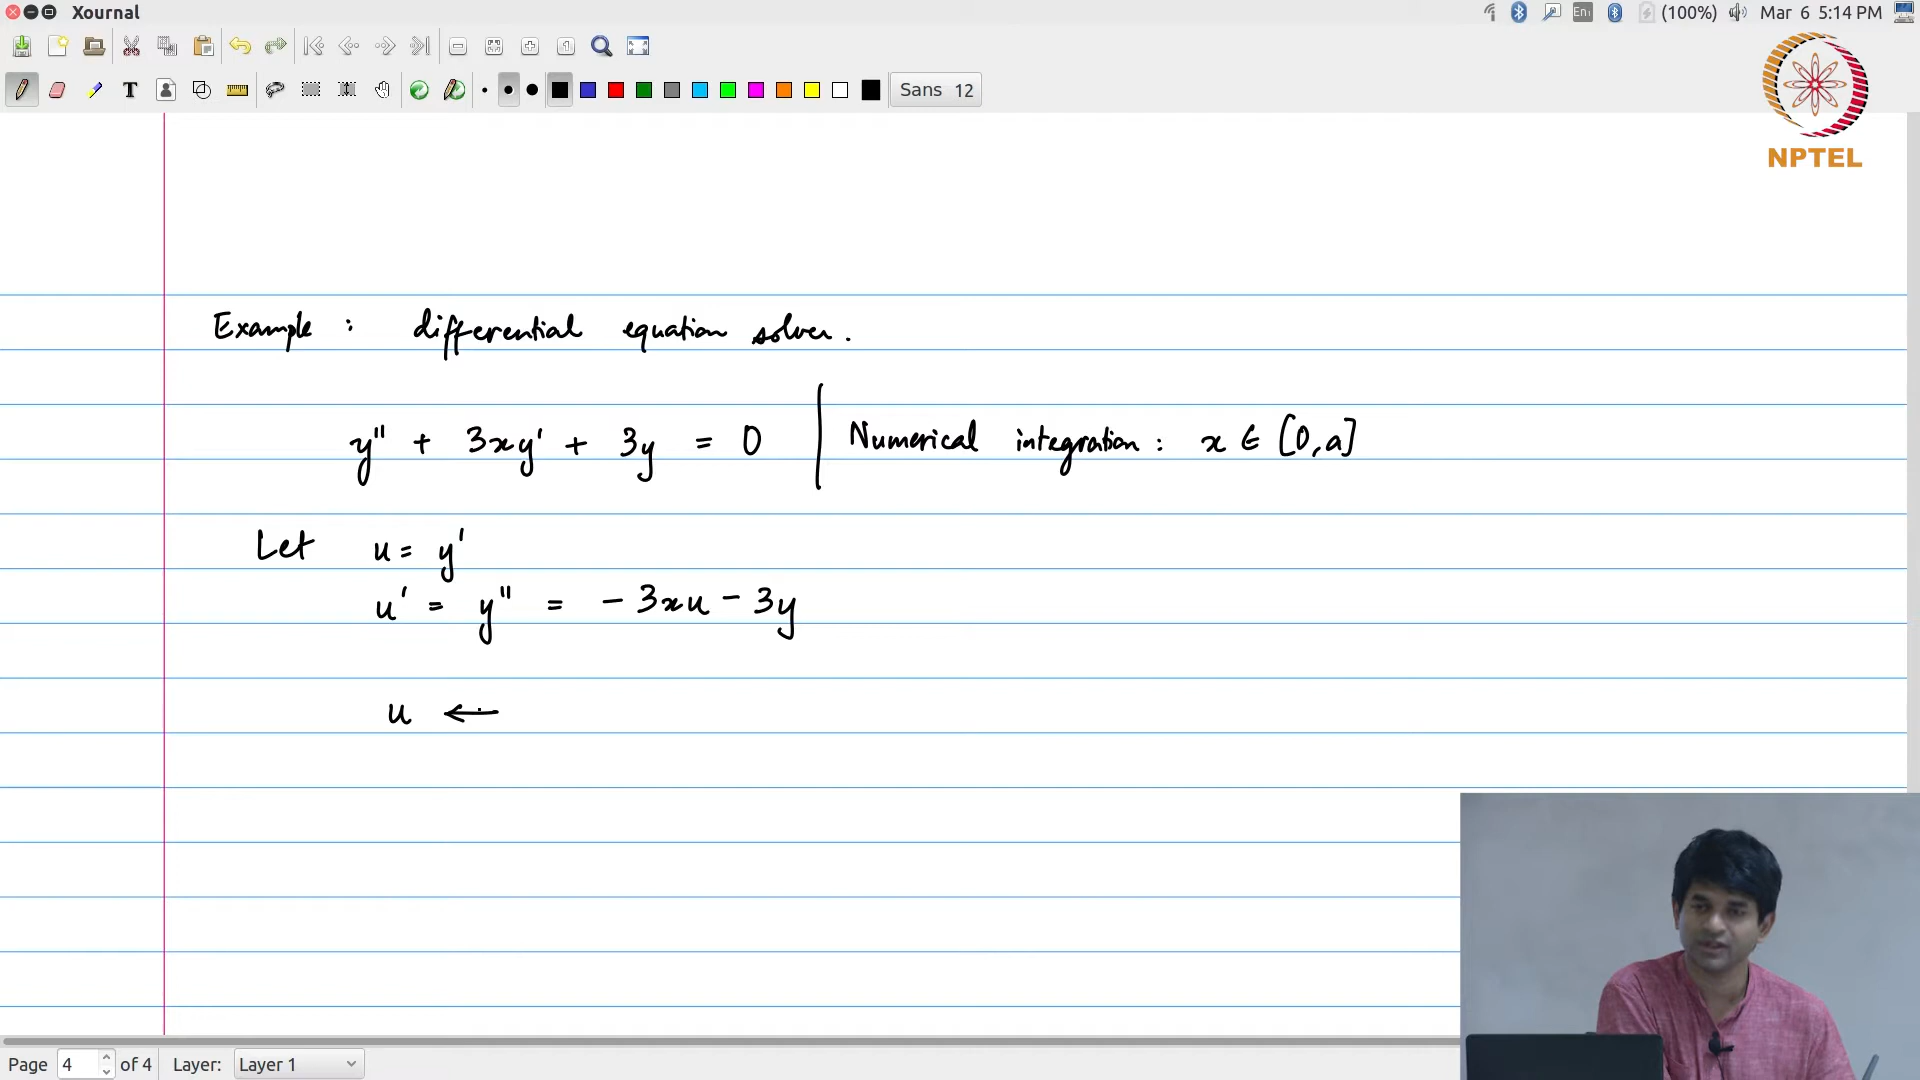 Xournal
En1
(100%)
Mar 6 5:14 PM
Sans 12
NPTEL
Example : differential equation solver.
y" + 3xy' + 3y = 0 | Numerical integration : x ∈ [0, a]
Let u = y'
u' = y" = - 3xu - 3y
u ←
Page 4 of 4 Layer: Layer 1